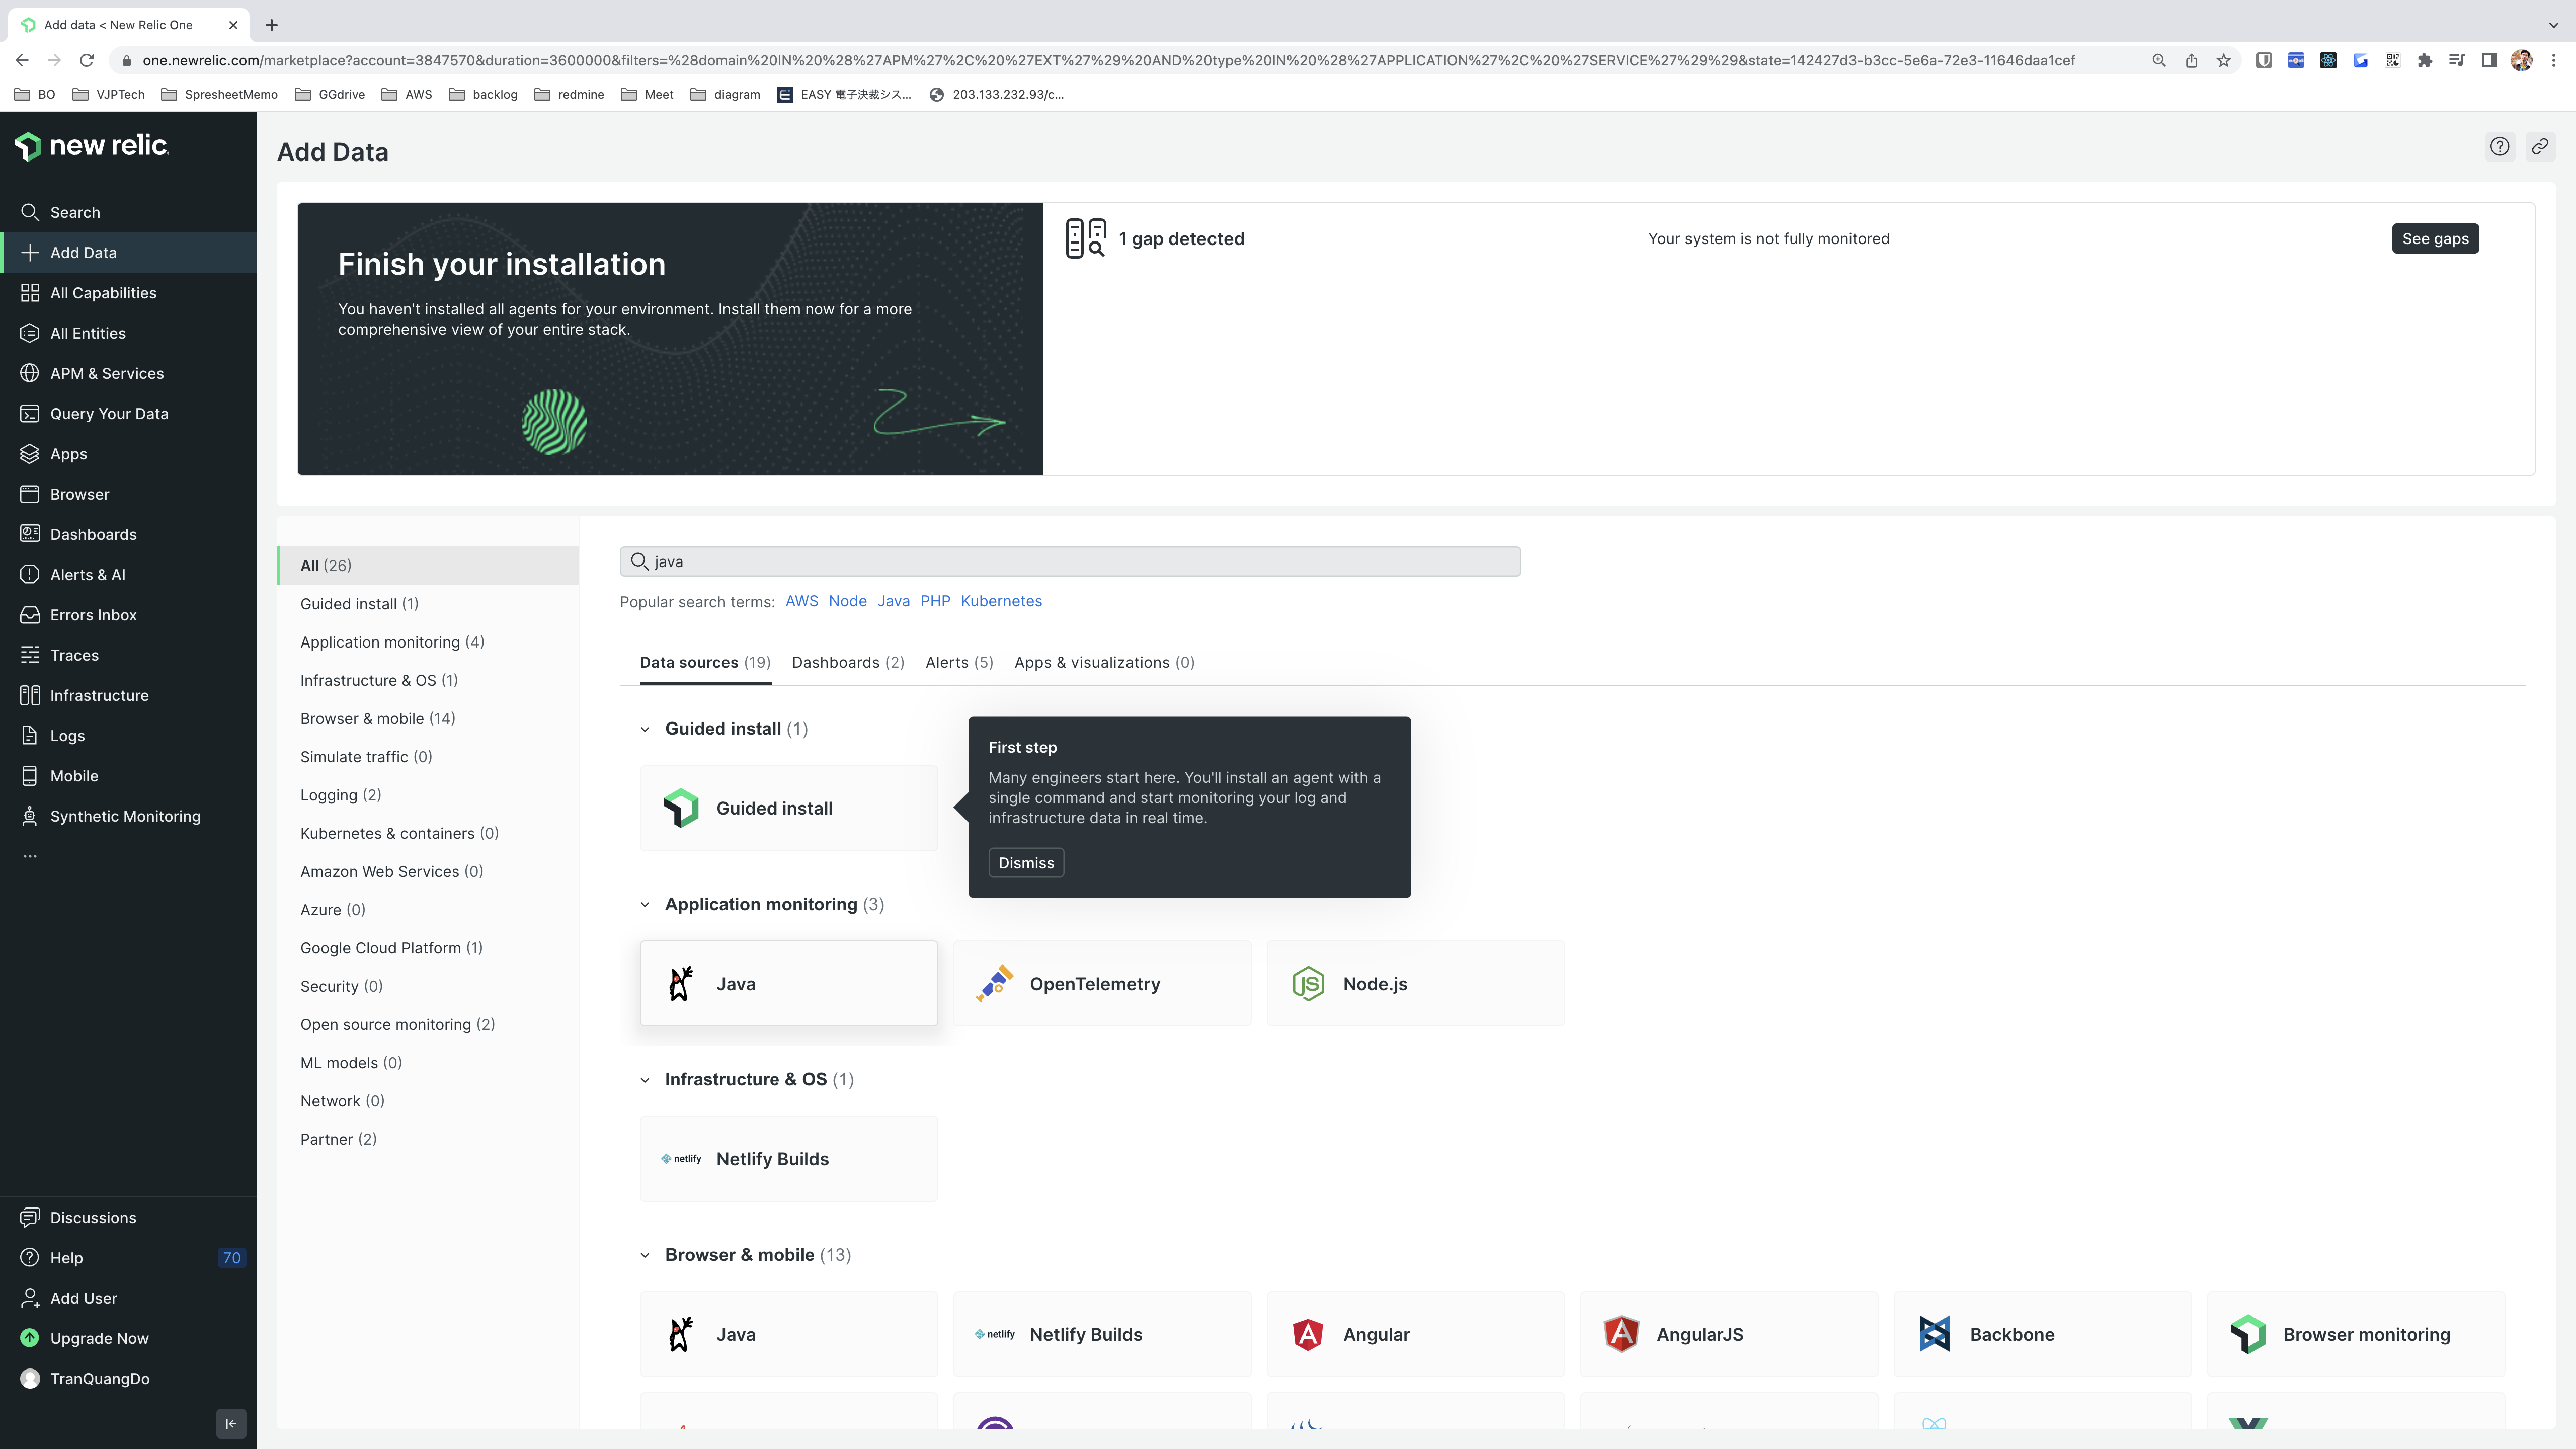 Add data < New Relic One
one.newrelic.com/marketplace?account=3847570&duration=3600000&filters=%28domain%20IN%20%28%27APM%27%2C%20%27EXT%27%29%20AND%20type%20IN%20%28%27APPLICATION%27%2C%20%27SERVICE%27%29%29&state=142427d3-b3cc-5e6a-72e3-11646daa1cef
BO VJPTech SpresheetMemo GGdrive AWS backlog redmine Meet diagram EASY 電子決裁シス... 203.133.232.93/c...
new relic.
Search
Add Data
All Capabilities
All Entities
APM & Services
Query Your Data
Apps
Browser
Dashboards
Alerts & AI
Errors Inbox
Traces
Infrastructure
Logs
Mobile
Synthetic Monitoring
...
Discussions
Help 70
Add User
Upgrade Now
TranQuangDo
Add Data
Finish your installation
You haven't installed all agents for your environment. Install them now for a more
comprehensive view of your entire stack.
1 gap detected
Your system is not fully monitored
See gaps
All (26)
Guided install (1)
Application monitoring (4)
Infrastructure & OS (1)
Browser & mobile (14)
Simulate traffic (0)
Logging (2)
Kubernetes & containers (0)
Amazon Web Services (0)
Azure (0)
Google Cloud Platform (1)
Security (0)
Open source monitoring (2)
ML models (0)
Network (0)
Partner (2)
java
Popular search terms: AWS Node Java PHP Kubernetes
Data sources (19) Dashboards (2) Alerts (5) Apps & visualizations (0)
Guided install (1)
Guided install
First step
Many engineers start here. You'll install an agent with a
single command and start monitoring your log and
infrastructure data in real time.
Dismiss
Application monitoring (3)
Java
OpenTelemetry
JS Node.js
Infrastructure & OS (1)
netlify Netlify Builds
Browser & mobile (13)
Java
netlify Netlify Builds
A Angular
A AngularJS
Backbone
Browser monitoring